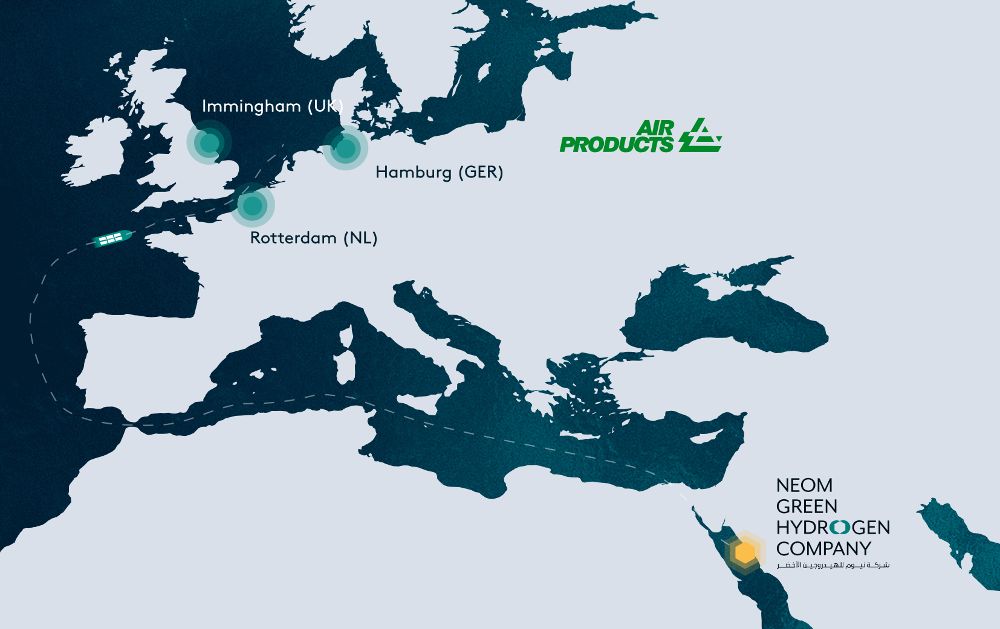 Immingham (UK)
Hamburg (GER)
Rotterdam (NL)
AIR
PRODUCTS
NEOM
GREEN
HYDROGEN
COMPANY
شركة نيوم للهيدروجين الأخضر